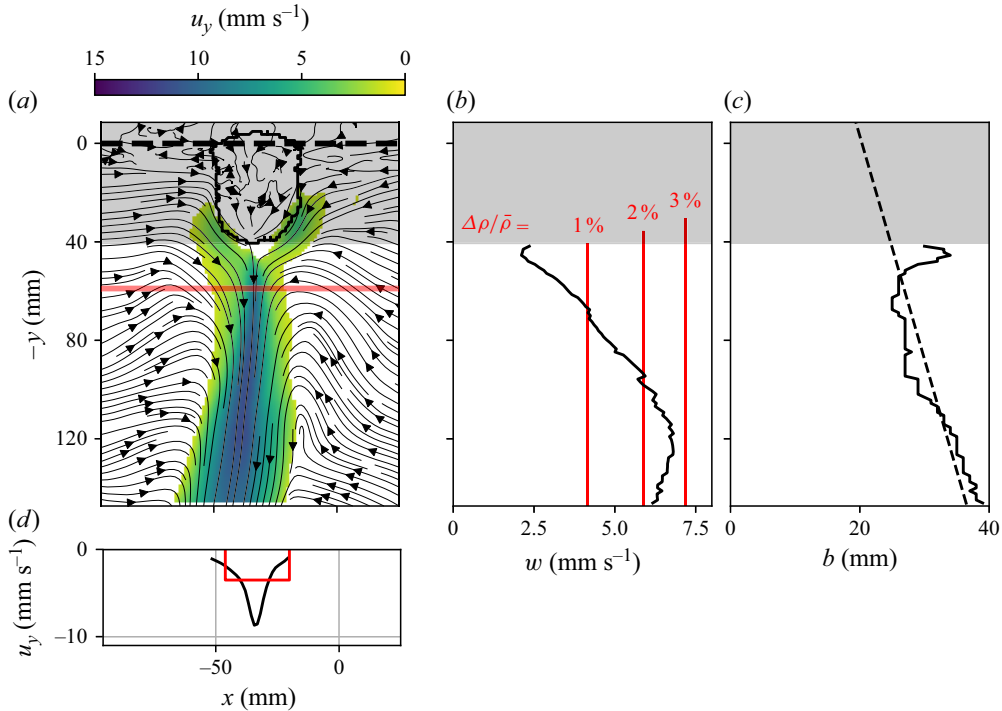 u_y (mm s⁻¹)
15 10 5 0
(a) (b) (c)
0
40
80
120
−y (mm)
Δρ/ρ̄ = 1 % 2 % 3 %
0 2.5 5.0 7.5
w (mm s⁻¹)
20 40
b (mm)
(d)
0
−10
u_y (mm s⁻¹)
−50 0
x (mm)